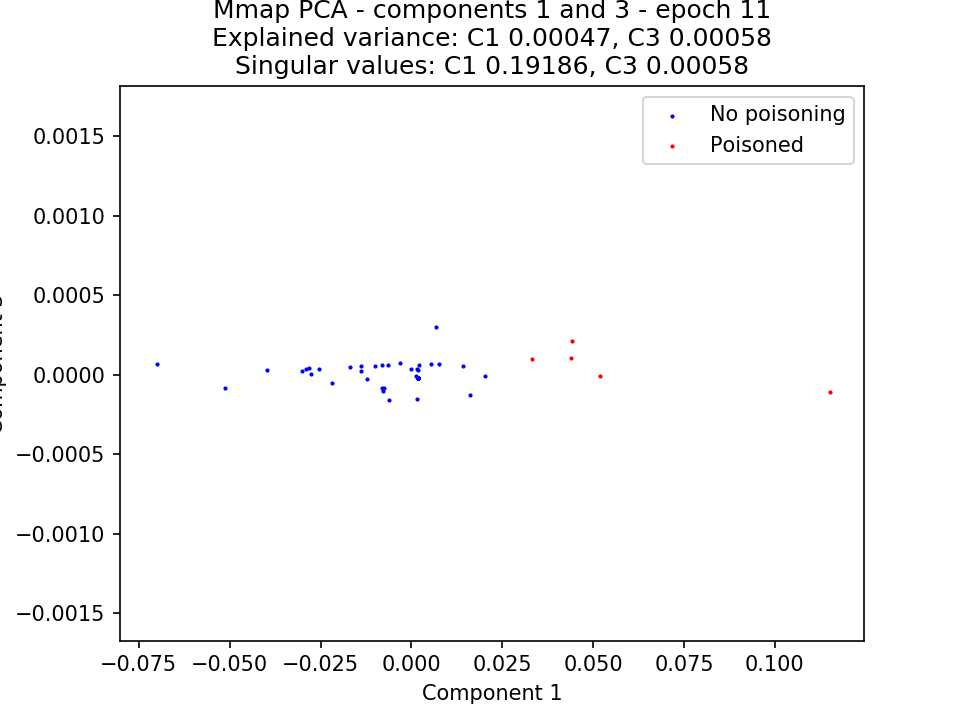 Mmap PCA - components 1 and 3 - epoch 11
Explained variance: C1 0.00047, C3 0.00058
Singular values: C1 0.19186, C3 0.00058
No poisoning
Poisoned
0.0015
0.0010
0.0005
0.0000
−0.0005
−0.0010
−0.0015
−0.075 −0.050 −0.025 0.000 0.025 0.050 0.075 0.100
Component 1